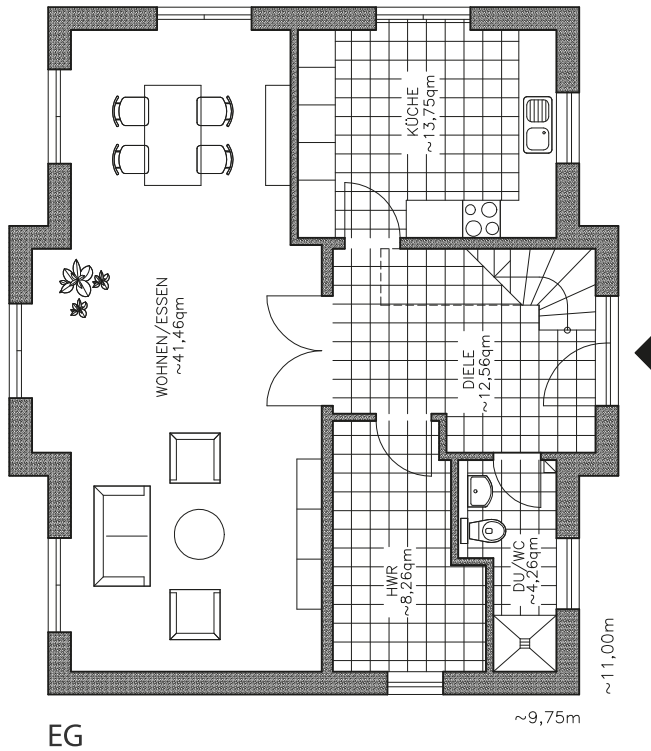 KÜCHE
~13,75qm
WOHNEN/ESSEN
~41,46qm
DIELE
~12,56qm
HWR
~8,26qm
DU/WC
~4,26qm
~11,00m
~9,75m
EG